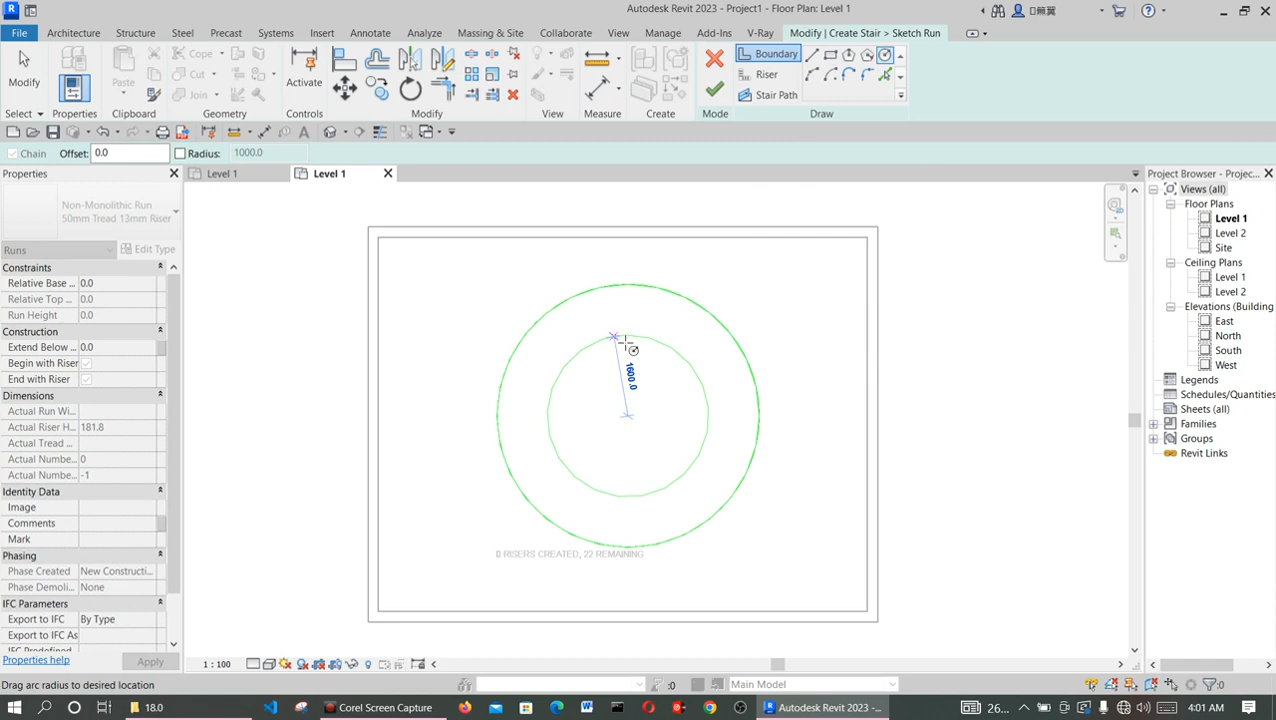 Autodesk Revit 2023 - Project1 - Floor Plan: Level 1
File Architecture Structure Steel Precast Systems Insert Annotate Analyze Massing & Site Collaborate View Manage Add-Ins V-Ray Modify | Create Stair > Sketch Run
Modify Paste Cope Cut Join Activate Boundary Riser Stair Path
Select Properties Clipboard Geometry Controls Modify View Measure Create Mode Draw
Chain Offset: 0.0 Radius: 1000.0
Properties
Level 1
Level 1
Non-Monolithic Run
50mm Tread 13mm Riser
Runs Edit Type
Constraints
Relative Base ... 0.0
Relative Top ... 0.0
Run Height 0.0
Construction
Extend Below ... 0.0
Begin with Riser
End with Riser
Dimensions
Actual Run Wi...
Actual Riser H... 181.8
Actual Tread ...
Actual Numbe... 0
Actual Numbe... -1
Identity Data
Image
Comments
Mark
Phasing
Phase Created New Constructi...
Phase Demoli... None
IFC Parameters
Export to IFC By Type
Export to IFC As
IFC Predefined
Properties help Apply
1600.0
0 RISERS CREATED, 22 REMAINING
1 : 100
Project Browser - Projec...
Views (all)
Floor Plans
Level 1
Level 2
Site
Ceiling Plans
Level 1
Level 2
Elevations (Building
East
North
South
West
Legends
Schedules/Quantities
Sheets (all)
Families
Groups
Revit Links
Drag arc radius to desired location :0 Main Model :0
18.0 Corel Screen Capture Autodesk Revit 2023 -... 26... ENG 4:01 AM